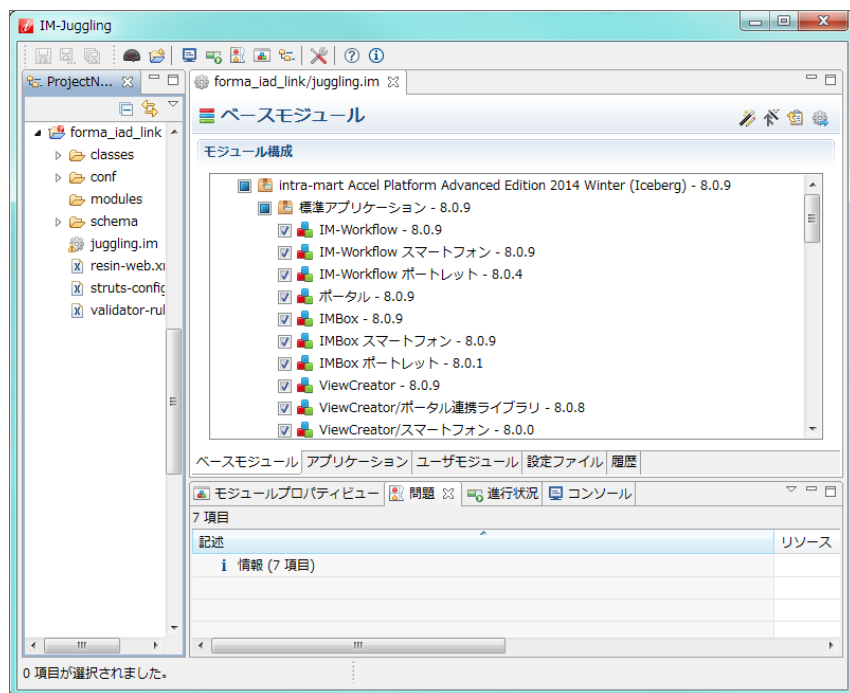 IM-Juggling
ProjectN...
forma_iad_link/juggling.im
forma_iad_link
classes
conf
modules
schema
juggling.im
resin-web.x
struts-config
validator-rul
ベースモジュール
モジュール構成
intra-mart Accel Platform Advanced Edition 2014 Winter (Iceberg) - 8.0.9
標準アプリケーション - 8.0.9
IM-Workflow - 8.0.9
IM-Workflow スマートフォン - 8.0.9
IM-Workflow ポートレット - 8.0.4
ポータル - 8.0.9
IMBox - 8.0.9
IMBox スマートフォン - 8.0.9
IMBox ポートレット - 8.0.1
ViewCreator - 8.0.9
ViewCreator/ポータル連携ライブラリ - 8.0.8
ViewCreator/スマートフォン - 8.0.0
ベースモジュール アプリケーション ユーザモジュール 設定ファイル 履歴
モジュールプロパティビュー 問題 進行状況 コンソール
7 項目
記述 リソース
情報 (7 項目)
0 項目が選択されました。